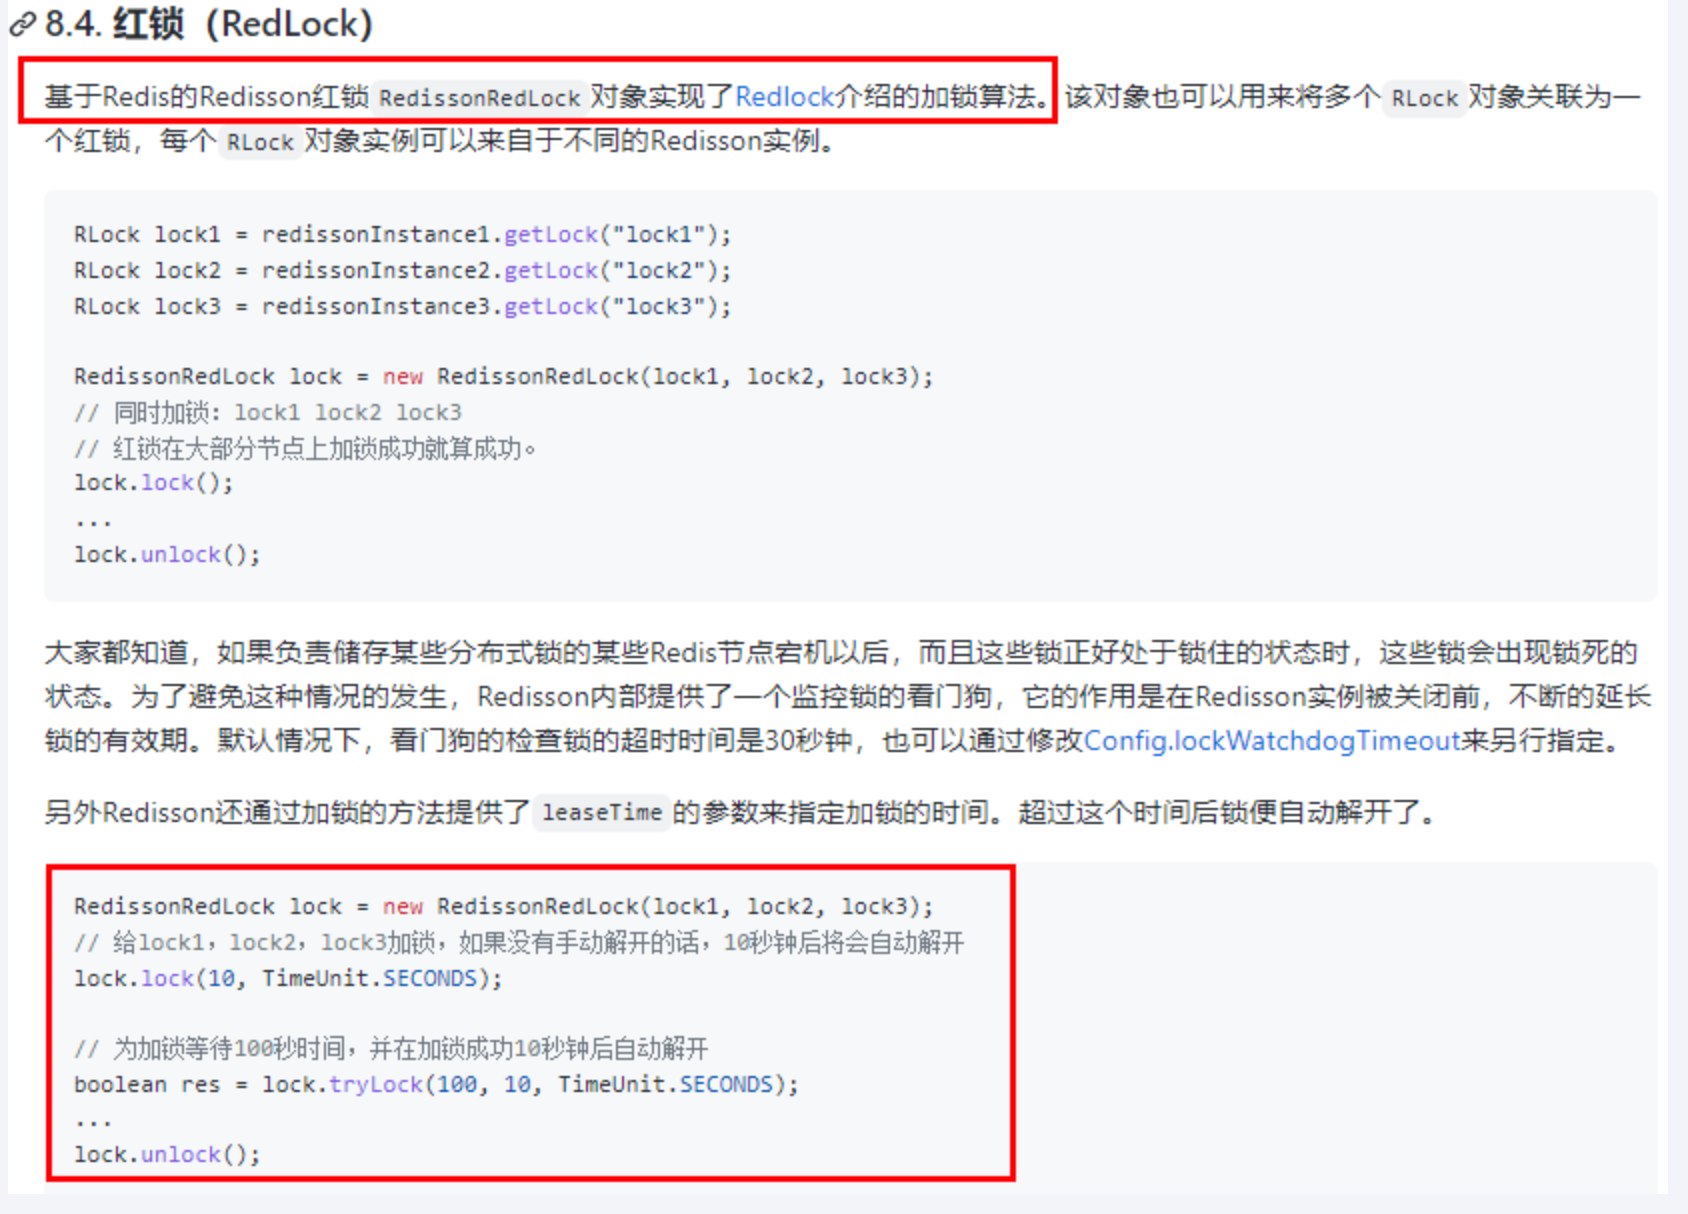 8.4. 红锁（RedLock）
基于Redis的Redisson红锁 RedissonRedLock 对象实现了Redlock介绍的加锁算法。该对象也可以用来将多个 RLock 对象关联为一
个红锁，每个 RLock 对象实例可以来自于不同的Redisson实例。
RLock lock1 = redissonInstance1.getLock("lock1");
RLock lock2 = redissonInstance2.getLock("lock2");
RLock lock3 = redissonInstance3.getLock("lock3");
RedissonRedLock lock = new RedissonRedLock(lock1, lock2, lock3);
// 同时加锁：lock1 lock2 lock3
// 红锁在大部分节点上加锁成功就算成功。
lock.lock();
...
lock.unlock();
大家都知道，如果负责储存某些分布式锁的某些Redis节点宕机以后，而且这些锁正好处于锁住的状态时，这些锁会出现锁死的
状态。为了避免这种情况的发生，Redisson内部提供了一个监控锁的看门狗，它的作用是在Redisson实例被关闭前，不断的延长
锁的有效期。默认情况下，看门狗的检查锁的超时时间是30秒钟，也可以通过修改Config.lockWatchdogTimeout来另行指定。
另外Redisson还通过加锁的方法提供了 leaseTime 的参数来指定加锁的时间。超过这个时间后锁便自动解开了。
RedissonRedLock lock = new RedissonRedLock(lock1, lock2, lock3);
// 给lock1，lock2，lock3加锁，如果没有手动解开的话，10秒钟后将会自动解开
lock.lock(10, TimeUnit.SECONDS);
// 为加锁等待100秒时间，并在加锁成功10秒钟后自动解开
boolean res = lock.tryLock(100, 10, TimeUnit.SECONDS);
...
lock.unlock();